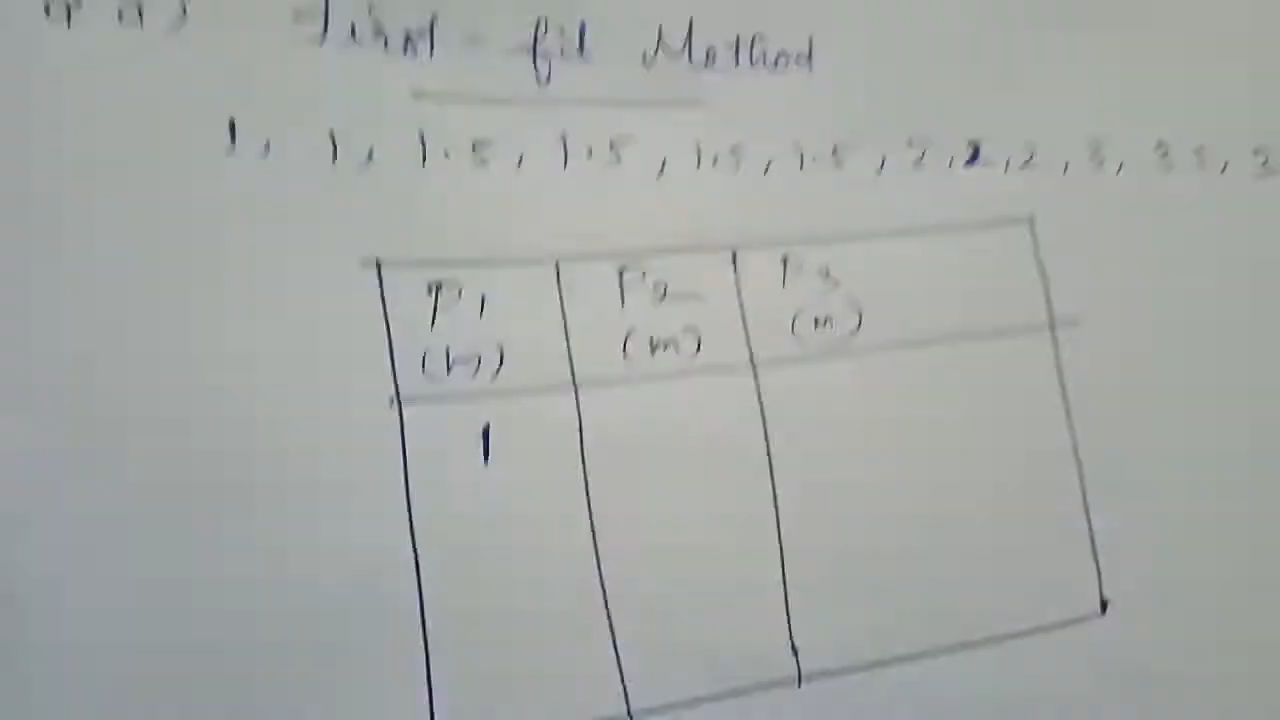 First - fit Method
1, 1, 1.5, 1.5, 1.5, 1.5, 2, 2, 2, 3, 3
P1 P2 P3
(m) (m) (m)
1